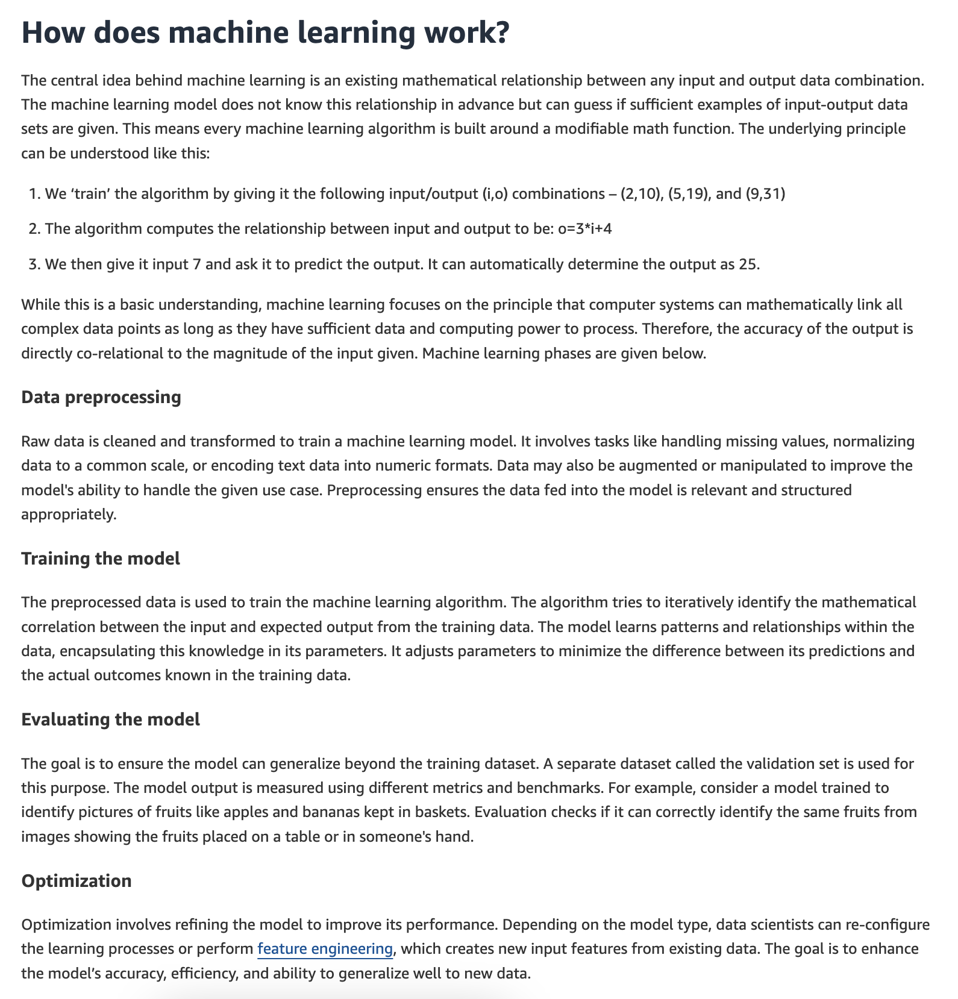 How does machine learning work?
The central idea behind machine learning is an existing mathematical relationship between any input and output data combination.
The machine learning model does not know this relationship in advance but can guess if sufficient examples of input-output data
sets are given. This means every machine learning algorithm is built around a modifiable math function. The underlying principle
can be understood like this:
1. We ‘train’ the algorithm by giving it the following input/output (i,o) combinations – (2,10), (5,19), and (9,31)
2. The algorithm computes the relationship between input and output to be: o=3*i+4
3. We then give it input 7 and ask it to predict the output. It can automatically determine the output as 25.
While this is a basic understanding, machine learning focuses on the principle that computer systems can mathematically link all
complex data points as long as they have sufficient data and computing power to process. Therefore, the accuracy of the output is
directly co-relational to the magnitude of the input given. Machine learning phases are given below.
Data preprocessing
Raw data is cleaned and transformed to train a machine learning model. It involves tasks like handling missing values, normalizing
data to a common scale, or encoding text data into numeric formats. Data may also be augmented or manipulated to improve the
model's ability to handle the given use case. Preprocessing ensures the data fed into the model is relevant and structured
appropriately.
Training the model
The preprocessed data is used to train the machine learning algorithm. The algorithm tries to iteratively identify the mathematical
correlation between the input and expected output from the training data. The model learns patterns and relationships within the
data, encapsulating this knowledge in its parameters. It adjusts parameters to minimize the difference between its predictions and
the actual outcomes known in the training data.
Evaluating the model
The goal is to ensure the model can generalize beyond the training dataset. A separate dataset called the validation set is used for
this purpose. The model output is measured using different metrics and benchmarks. For example, consider a model trained to
identify pictures of fruits like apples and bananas kept in baskets. Evaluation checks if it can correctly identify the same fruits from
images showing the fruits placed on a table or in someone's hand.
Optimization
Optimization involves refining the model to improve its performance. Depending on the model type, data scientists can re-configure
the learning processes or perform feature engineering, which creates new input features from existing data. The goal is to enhance
the model’s accuracy, efficiency, and ability to generalize well to new data.